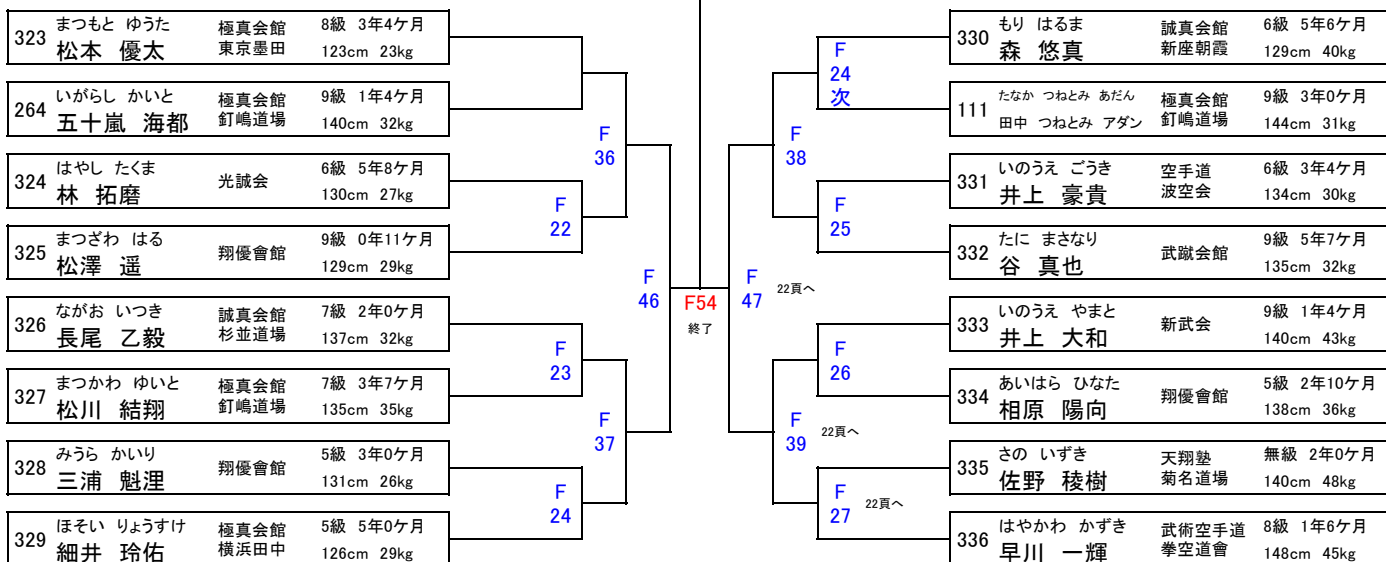 323
まつもと ゆうた
松本 優太
極真会館
東京墨田
8級 3年4ケ月
123cm 23kg
264
いがらし かいと
五十嵐 海都
極真会館
釘嶋道場
9級 1年4ケ月
140cm 32kg
324
はやし たくま
林 拓磨
光誠会
6級 5年8ケ月
130cm 27kg
325
まつざわ はる
松澤 遥
翔優會館
9級 0年11ケ月
129cm 29kg
326
ながお いつき
長尾 乙毅
誠真会館
杉並道場
7級 2年0ケ月
137cm 32kg
327
まつかわ ゆいと
松川 結翔
極真会館
釘嶋道場
7級 3年7ケ月
135cm 35kg
328
みうら かいり
三浦 魁浬
翔優會館
5級 3年0ケ月
131cm 26kg
329
ほそい りょうすけ
細井 玲佑
極真会館
横浜田中
5級 5年0ケ月
126cm 29kg
F
36
F
22
F
46
F
23
F
37
F
24
F54
終了
F
47
22頁へ
F
24
次
F
38
F
25
F
26
F
39
22頁へ
F
27
22頁へ
330
もり はるま
森 悠真
誠真会館
新座朝霞
6級 5年6ケ月
129cm 40kg
111
たなか つねとみ あだん
田中 つねとみ アダン
極真会館
釘嶋道場
9級 3年0ケ月
144cm 31kg
331
いのうえ ごうき
井上 豪貴
空手道
波空会
6級 3年4ケ月
134cm 30kg
332
たに まさなり
谷 真也
武蹴会館
9級 5年7ケ月
135cm 32kg
333
いのうえ やまと
井上 大和
新武会
9級 1年4ケ月
140cm 43kg
334
あいはら ひなた
相原 陽向
翔優會館
5級 2年10ケ月
138cm 36kg
335
さの いずき
佐野 稜樹
天翔塾
菊名道場
無級 2年0ケ月
140cm 48kg
336
はやかわ かずき
早川 一輝
武術空手道
拳空道會
8級 1年6ケ月
148cm 45kg